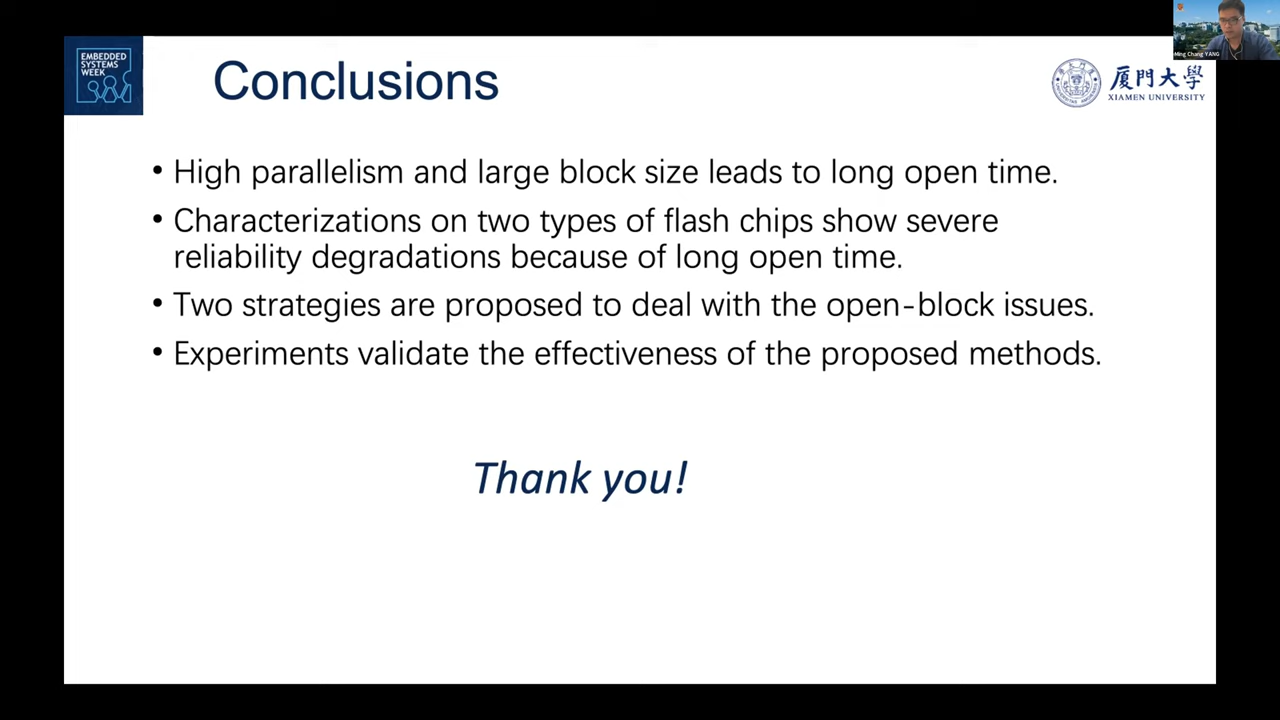 EMBEDDED
SYSTEMS
WEEK
Conclusions
厦門大學
XIAMEN UNIVERSITY
Ming Chang YANG
• High parallelism and large block size leads to long open time.
• Characterizations on two types of flash chips show severe
reliability degradations because of long open time.
• Two strategies are proposed to deal with the open-block issues.
• Experiments validate the effectiveness of the proposed methods.
Thank you!